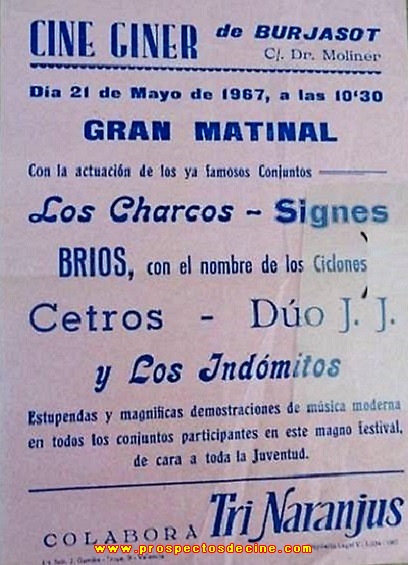 CINE GINER de BURJASOT
C/. Dr. Moliner
Dia 21 de Mayo de 1967, a las 10'30
GRAN MATINAL
Con la actuación de los ya famosos Conjuntos
Los Charcos - Signes
BRIOS, con el nombre de los Ciclones
Cetros - Dúo J. J.
y Los Indómitos
Estupendas y magníficas demostraciones de música moderna
en todos los conjuntos participantes en este magno festival,
de cara a toda la Juventud.
COLABORA Tri Naranjus
www.prospectosdecine.com